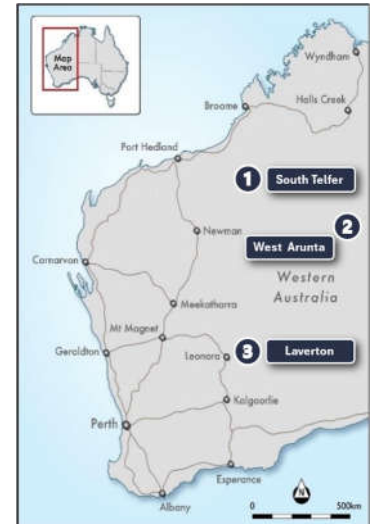 Map
Area
Wyndham
Broome
Halls Creek
Port Hedland
1 South Telfer
2
Newman
West Arunta
Carnarvon
Western
Australia
Meekatharra
Mt Magnet
Geraldton
Leonora
3 Laverton
Kalgoorlie
Perth
Esperance
Albany
N
0 500km